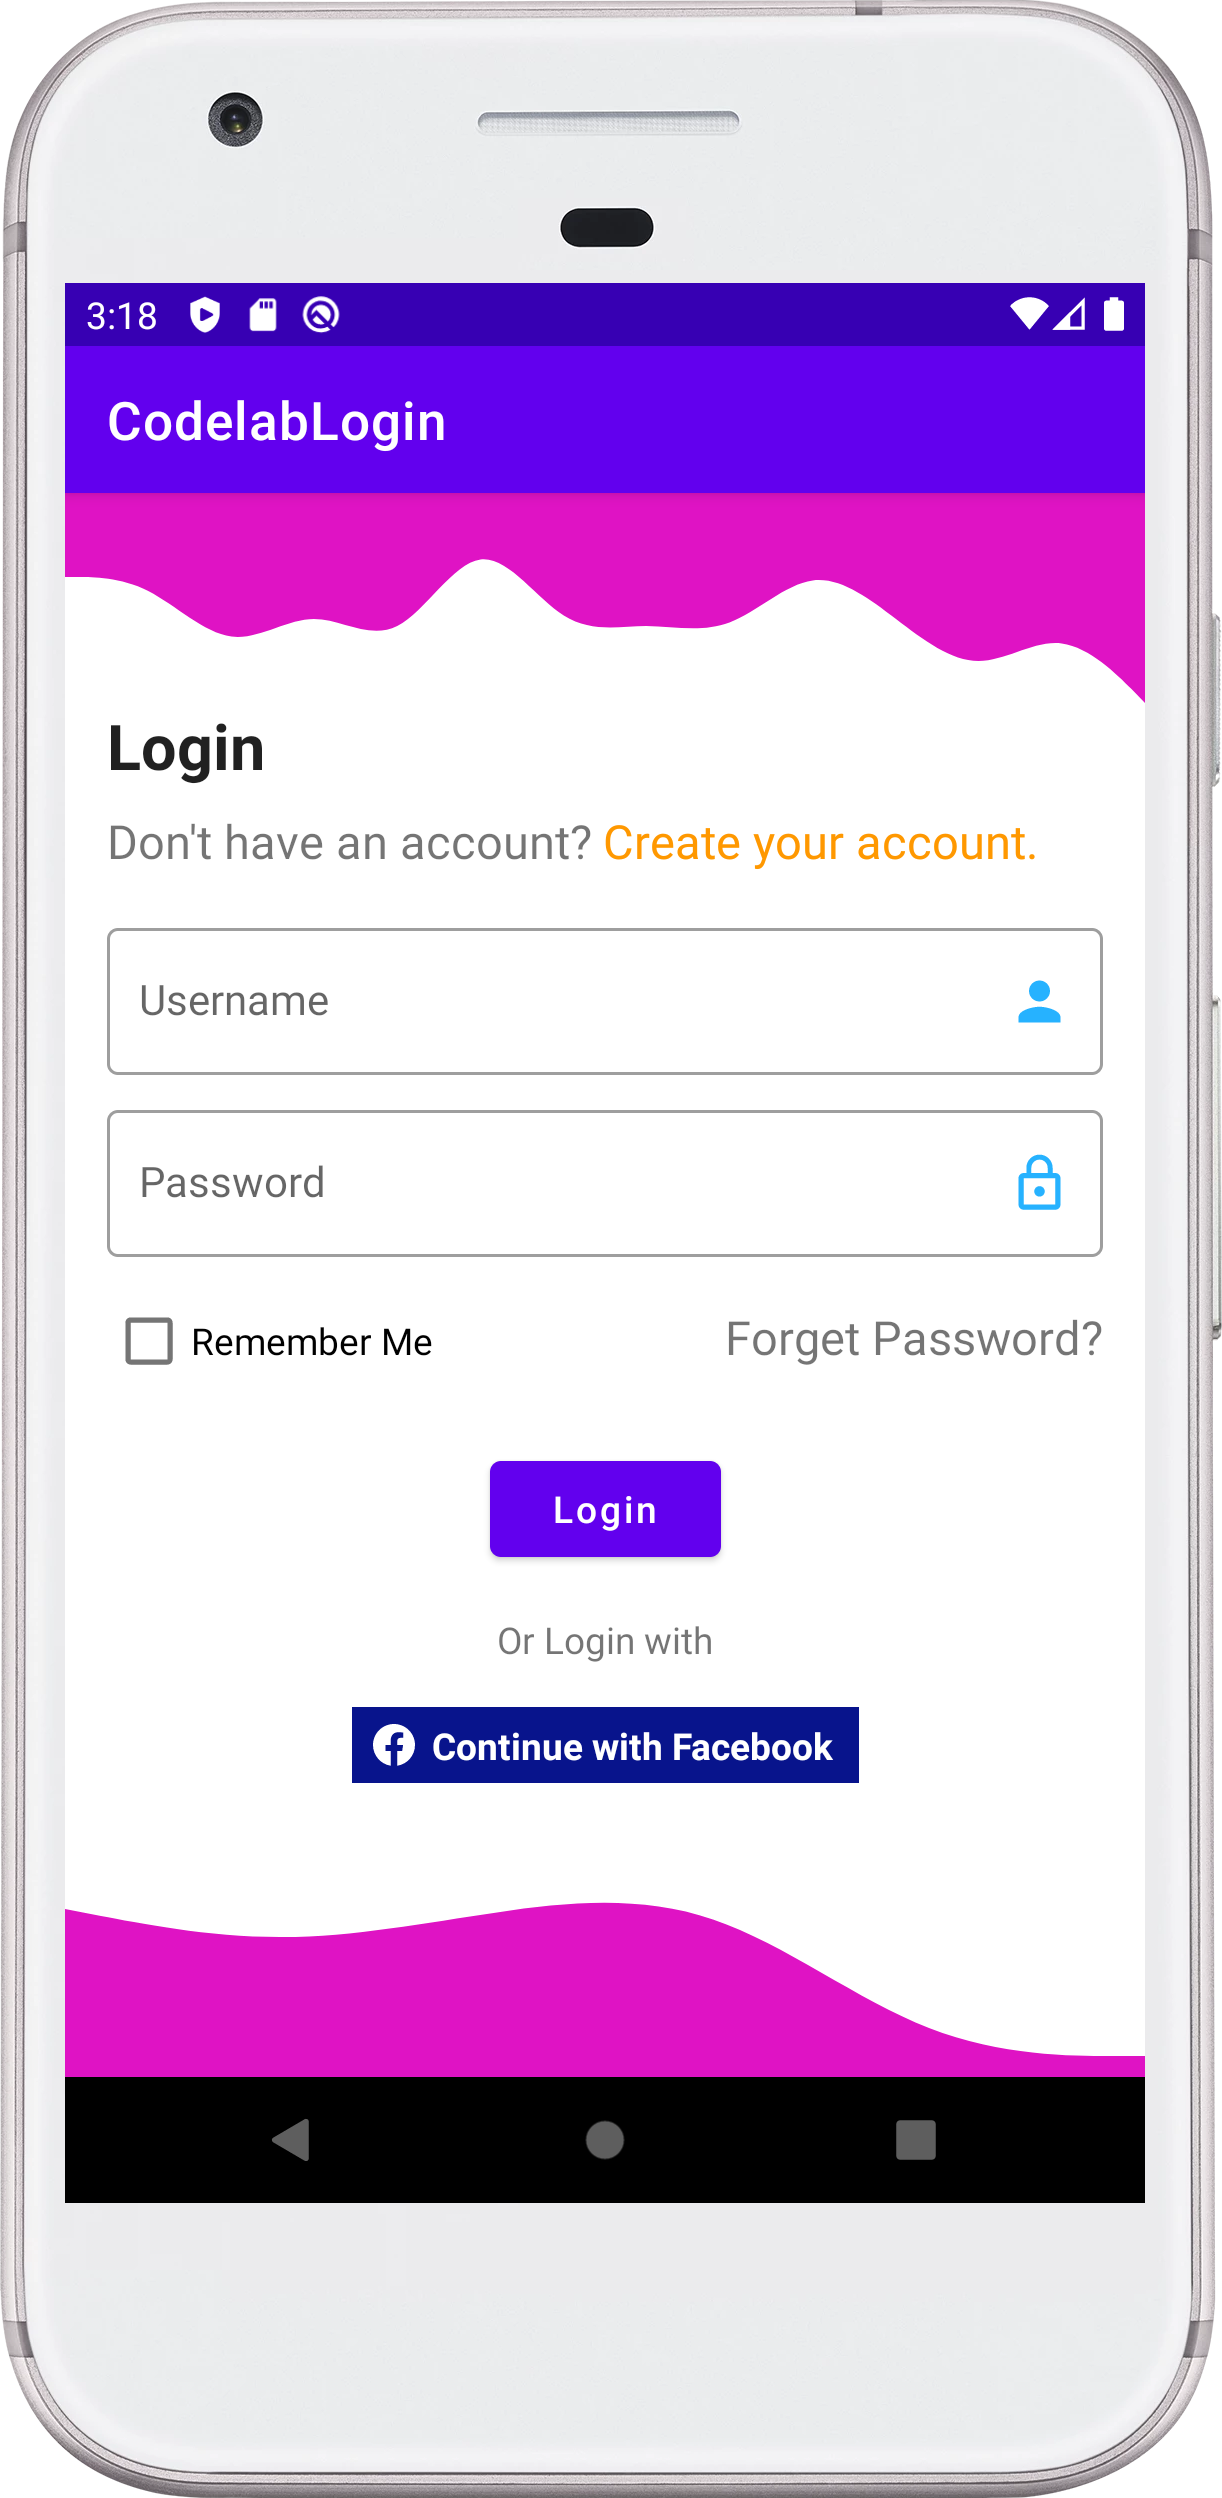 3:18
CodelabLogin
Login
Don't have an account? Create your account.
Username
Password
Remember Me
Forget Password?
Login
Or Login with
Continue with Facebook